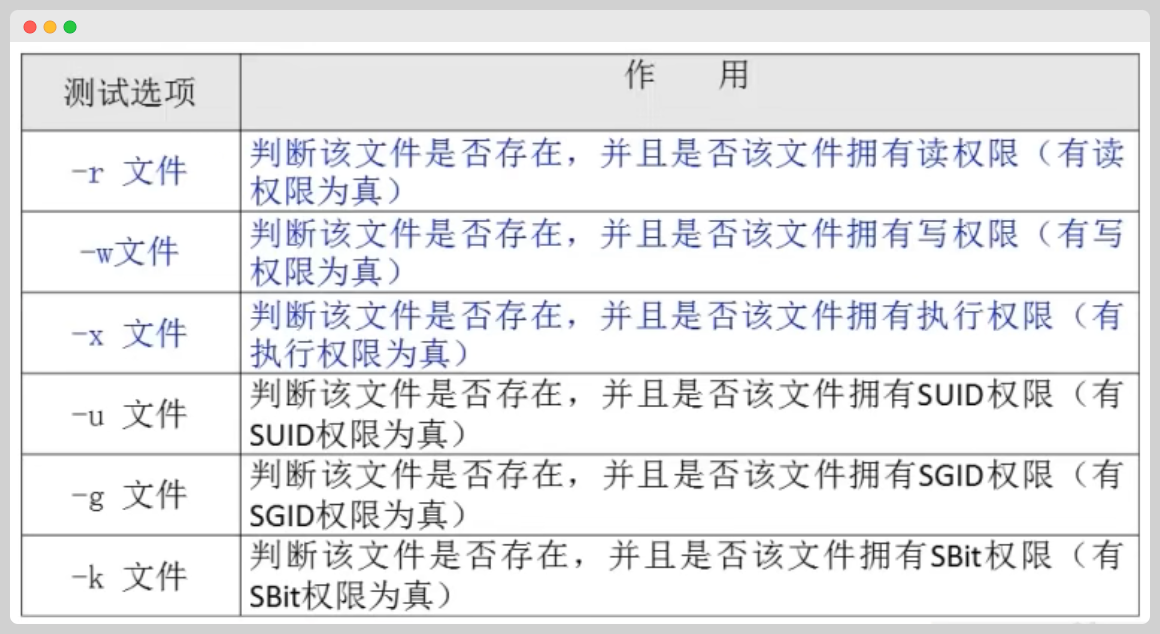 测试选项
作 用
-r 文件
判断该文件是否存在，并且是否该文件拥有读权限（有读
权限为真）
-w文件
判断该文件是否存在，并且是否该文件拥有写权限（有写
权限为真）
-x 文件
判断该文件是否存在，并且是否该文件拥有执行权限（有
执行权限为真）
-u 文件
判断该文件是否存在，并且是否该文件拥有SUID权限（有
SUID权限为真）
-g 文件
判断该文件是否存在，并且是否该文件拥有SGID权限（有
SGID权限为真）
-k 文件
判断该文件是否存在，并且是否该文件拥有SBit权限（有
SBit权限为真）